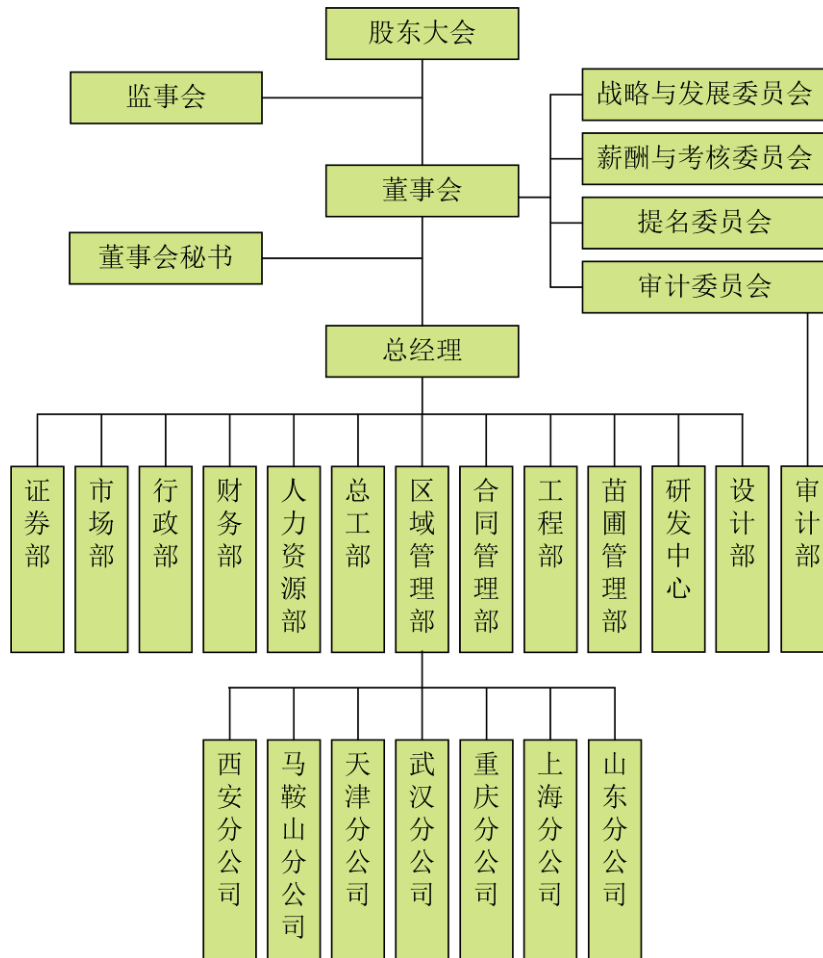 股东大会
监事会
战略与发展委员会
薪酬与考核委员会
董事会
提名委员会
董事会秘书
审计委员会
总经理
证券部
市场部
行政部
财务部
人力资源部
总工部
区域管理部
合同管理部
工程部
苗圃管理部
研发中心
设计部
审计部
西安分公司
马鞍山分公司
天津分公司
武汉分公司
重庆分公司
上海分公司
山东分公司